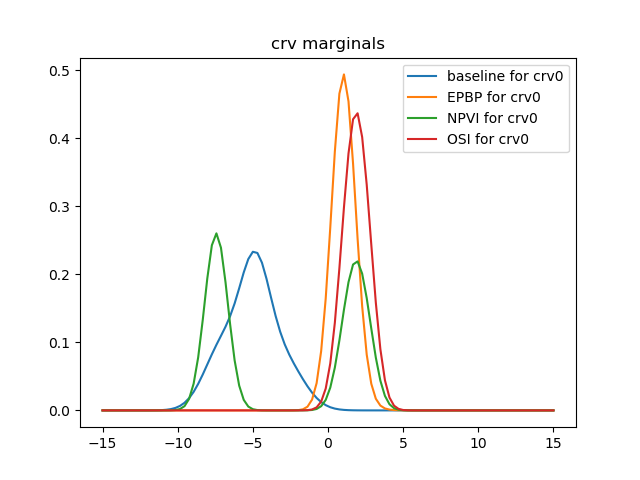 crv marginals
0.5
0.4
0.3
0.2
0.1
0.0
baseline for crv0
EPBP for crv0
NPVI for crv0
OSI for crv0
−15 −10 −5 0 5 10 15